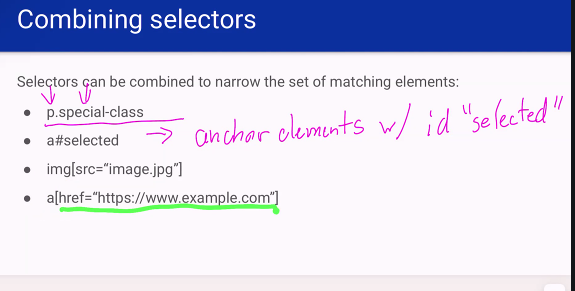 Combining selectors
Selectors can be combined to narrow the set of matching elements:
• p.special-class
• a#selected → anchor elements w/ id "selected"
• img[src=“image.jpg”]
• a[href=“https://www.example.com”]